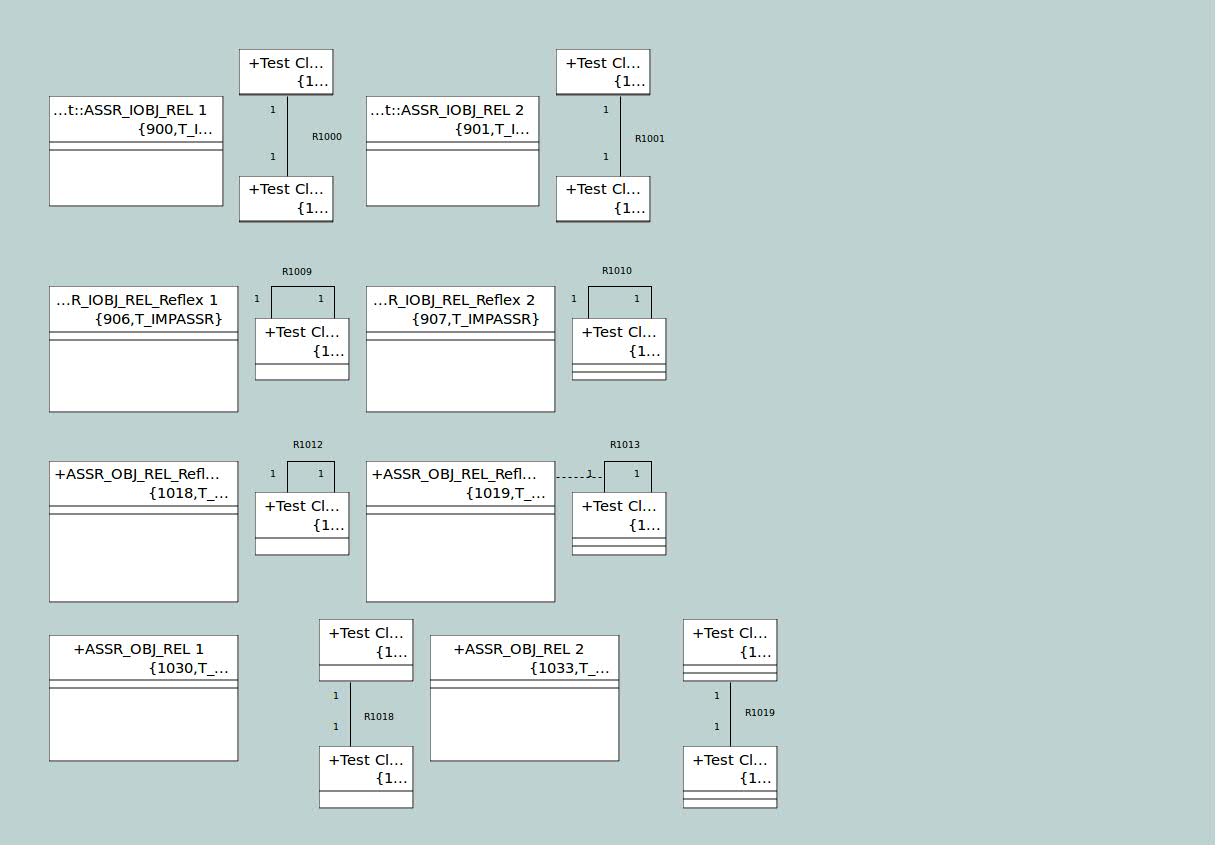 +Test Cl...
{1...
+Test Cl...
{1...
...t::ASSR_IOBJ_REL 1
{900,T_I...
1
R1000
1
...t::ASSR_IOBJ_REL 2
{901,T_I...
1
R1001
1
+Test Cl...
{1...
+Test Cl...
{1...
R1009
R1010
...R_IOBJ_REL_Reflex 1
{906,T_IMPASSR}
1
1
...R_IOBJ_REL_Reflex 2
{907,T_IMPASSR}
1
1
+Test Cl...
{1...
+Test Cl...
{1...
R1012
R1013
+ASSR_OBJ_REL_Refl...
{1018,T_...
1
1
+ASSR_OBJ_REL_Refl...
{1019,T_...
1
1
+Test Cl...
{1...
+Test Cl...
{1...
+ASSR_OBJ_REL 1
{1030,T_...
+Test Cl...
{1...
+ASSR_OBJ_REL 2
{1033,T_...
+Test Cl...
{1...
1
R1018
1
1
R1019
1
+Test Cl...
{1...
+Test Cl...
{1...